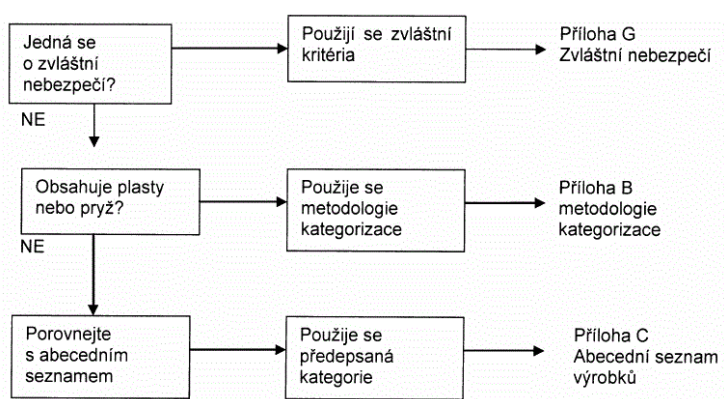 Jedná se
o zvláštní
nebezpečí?
Použijí se zvláštní
kritéria
Příloha G
Zvláštní nebezpečí
NE
Obsahuje plasty
nebo pryž?
Použije se
metodologie
kategorizace
Příloha B
metodologie
kategorizace
NE
Porovnejte
s abecedním
seznamem
Použije se
předepsaná
kategorie
Příloha C
Abecední seznam
výrobků